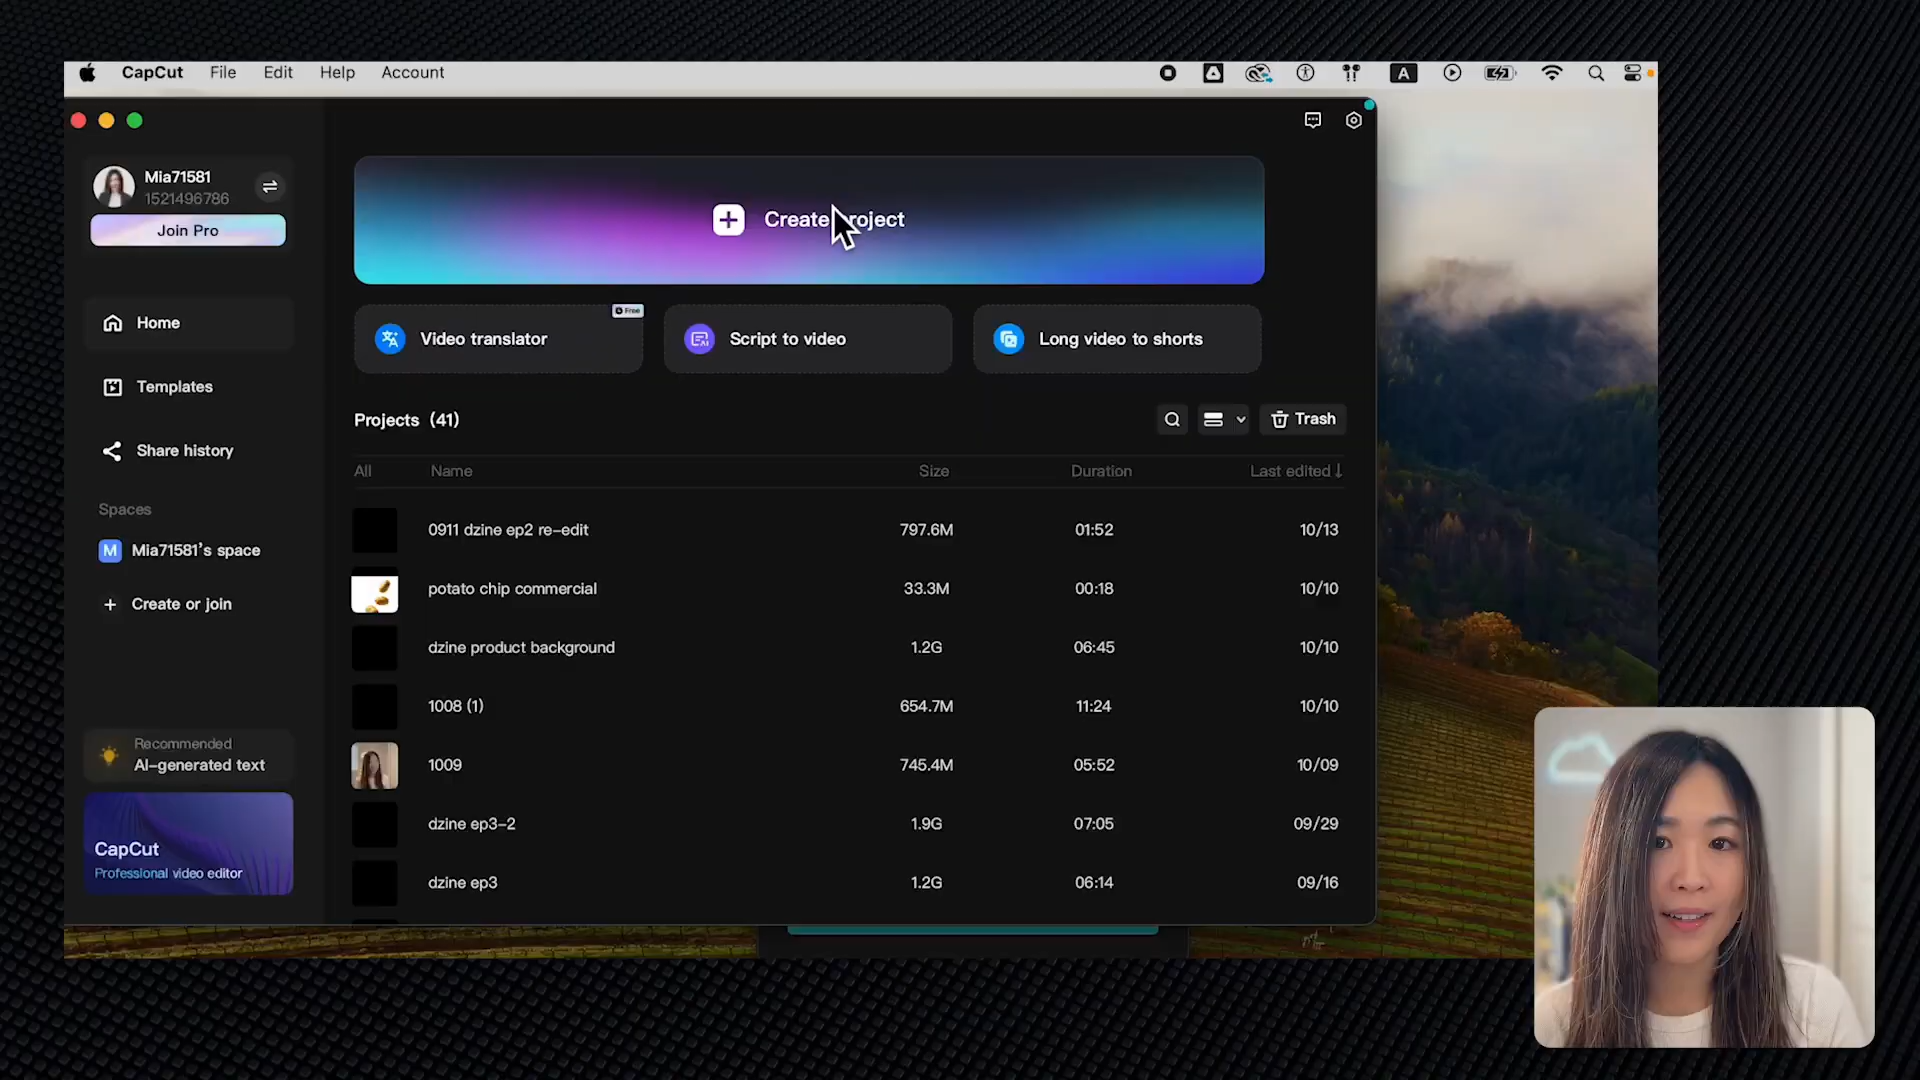 CapCut File Edit Help Account
A
Mia71581
1521496786
Join Pro
Create roject
Free
Video translator
Script to video
Long video to shorts
Home
Templates
Share history
Spaces
M Mia71581's space
+ Create or join
Recommended
AI-generated text
CapCut
Professional video editor
Projects (41)
Trash
All Name Size Duration Last edited ↓
0911 dzine ep2 re-edit 797.6M 01:52 10/13
potato chip commercial 33.3M 00:18 10/10
dzine product background 1.2G 06:45 10/10
1008 (1) 654.7M 11:24 10/10
1009 745.4M 05:52 10/09
dzine ep3-2 1.9G 07:05 09/29
dzine ep3 1.2G 06:14 09/16